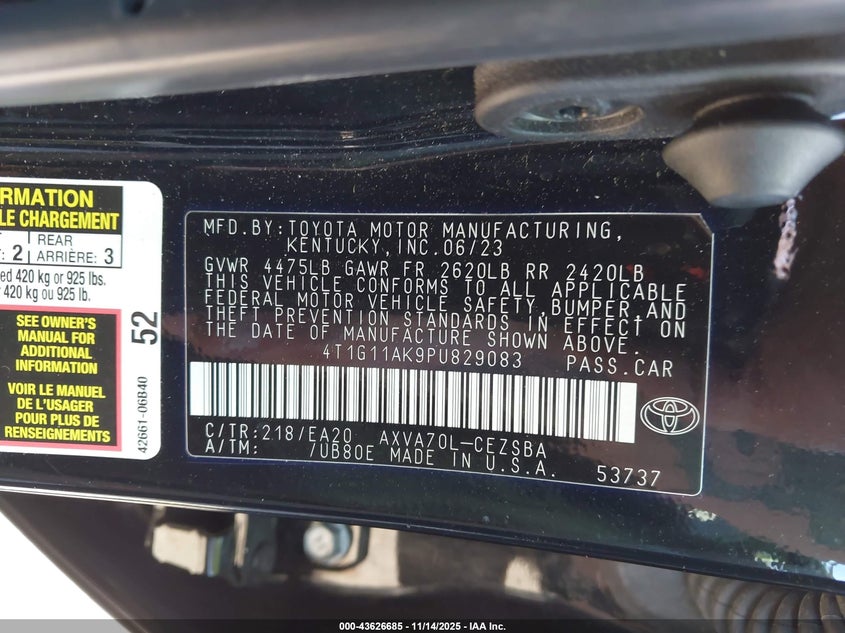 RMATION
LE CHARGEMENT
REAR
ARRIÈRE: 3
: 2
ed 420 kg or 925 lbs.
420 kg ou 925 lb.
SEE OWNER'S
MANUAL FOR
ADDITIONAL
INFORMATION
VOIR LE MANUEL
DE L'USAGER
POUR PLUS DE
RENSEIGNEMENTS
52
42661-06B40
MFD.BY:TOYOTA MOTOR MANUFACTURING,
KENTUCKY,INC.06/23
GVWR 4475LB GAWR FR 2620LB RR 2420LB
THIS VEHICLE CONFORMS TO ALL APPLICABLE
FEDERAL MOTOR VEHICLE SAFETY,BUMPER,AND
THEFT PREVENTION STANDARDS IN EFFECT ON
THE DATE OF MANUFACTURE SHOWN ABOVE.
4T1G11AK9PU829083 PASS.CAR
C/TR:218/EA20 AXVA70L-CEZSBA
A/TM: /UB80E MADE IN U.S.A. 53737
000-43626685 | 11/14/2025 - IAA Inc.